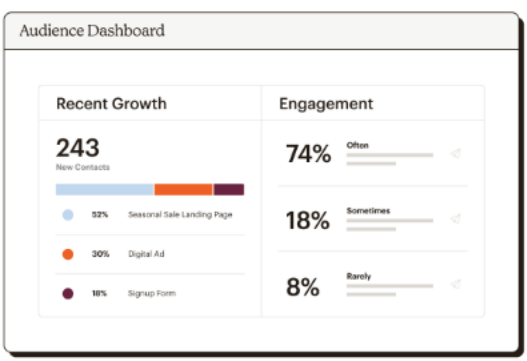 Audience Dashboard
Recent Growth
243
New Contacts
52% Seasonal Sale Landing Page
30% Digital Ad
18% Signup Form
Engagement
74% Often
18% Sometimes
8% Rarely